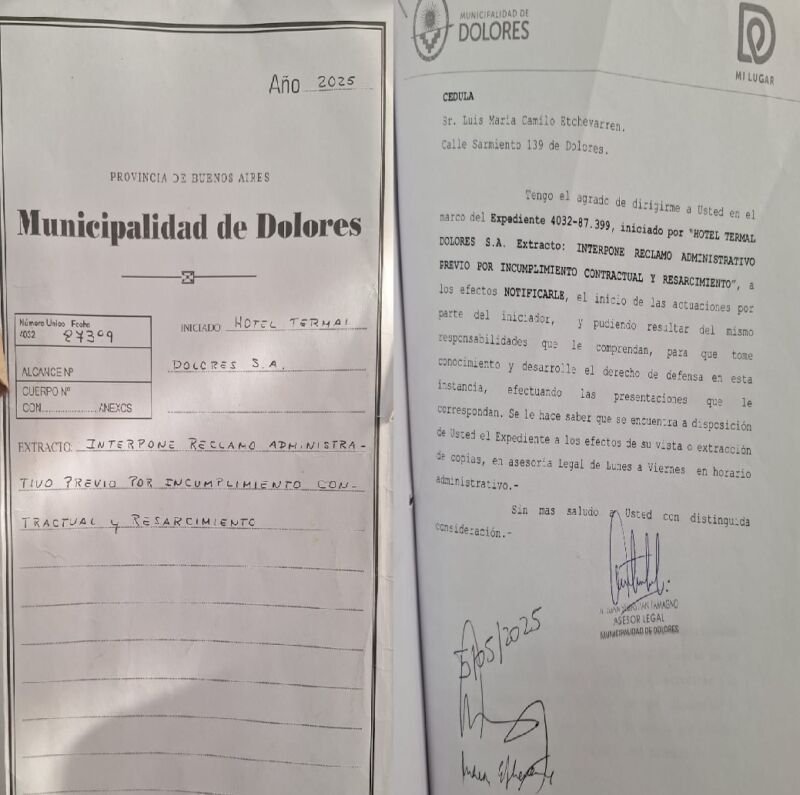 Año 2025
PROVINCIA DE BUENOS AIRES
Municipalidad de Dolores
Número Unico Fecha
4032 87399
ALCANCE Nº
CUERPO Nº
CON..............ANEXOS
INICIADO HOTEL TERMAL
DOLORES S.A.
EXTRACTO: INTERPONE RECLAMO ADMINISTRA-
TIVO PREVIO POR INCUMPLIMIENTO CON-
TRACTUAL y RESARCIMIENTO
MUNICIPALIDAD DE
DOLORES
MI LUGAR
CEDULA
Sr. Luis Maria Camilo Etchevarren.
Calle Sarmiento 139 de Dolores.
Tengo el agrado de dirigirme a Usted en el
marco del Expediente 4032-87.399, iniciado por "HOTEL TERMAL
DOLORES S.A. Extracto: INTERPONE RECLAMO ADMINISTRATIVO
PREVIO POR INCUMPLIMIENTO CONTRACTUAL Y RESARCIMIENTO", a
los efectos NOTIFICARLE, el inicio de las actuaciones por
parte del iniciador, y pudiendo resultar del mismo
responsabilidades que le comprendan, para que tome
conocimiento y desarrolle el derecho de defensa en esta
instancia, efectuando las presentaciones que le
correspondan. Se le hace saber que se encuentra a disposición
de Usted el Expediente a los efectos de su vista o extracción
de copias, en asesoría legal de Lunes a Viernes en horario
administrativo.-
Sin mas saludo a Usted con distinguida
consideración.-
TAMAGNO
ASESOR LEGAL
MUNICIPALIDAD DE DOLORES
/05/2025